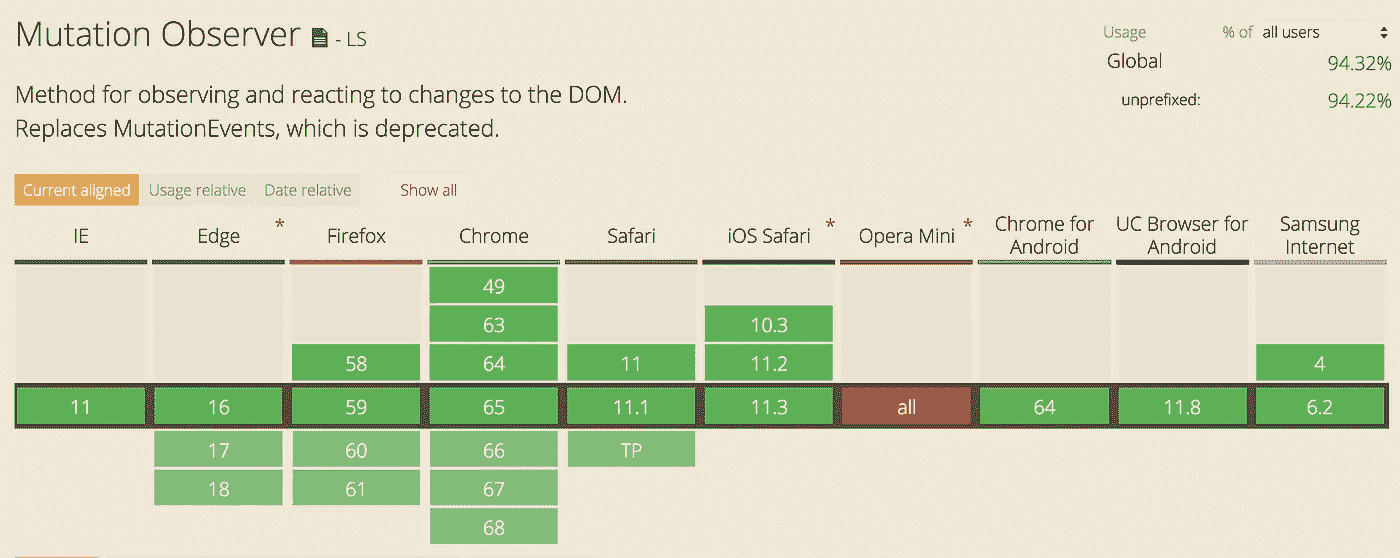 Mutation Observer - LS
Usage % of all users
Global 94.32%
unprefixed: 94.22%
Method for observing and reacting to changes to the DOM.
Replaces MutationEvents, which is deprecated.
Current aligned Usage relative Date relative Show all
IE Edge * Firefox Chrome Safari iOS Safari * Opera Mini * Chrome for Android UC Browser for Android Samsung Internet
49
63 10.3
58 64 11 11.2 4
11 16 59 65 11.1 11.3 all 64 11.8 6.2
17 60 66 TP
18 61 67
68